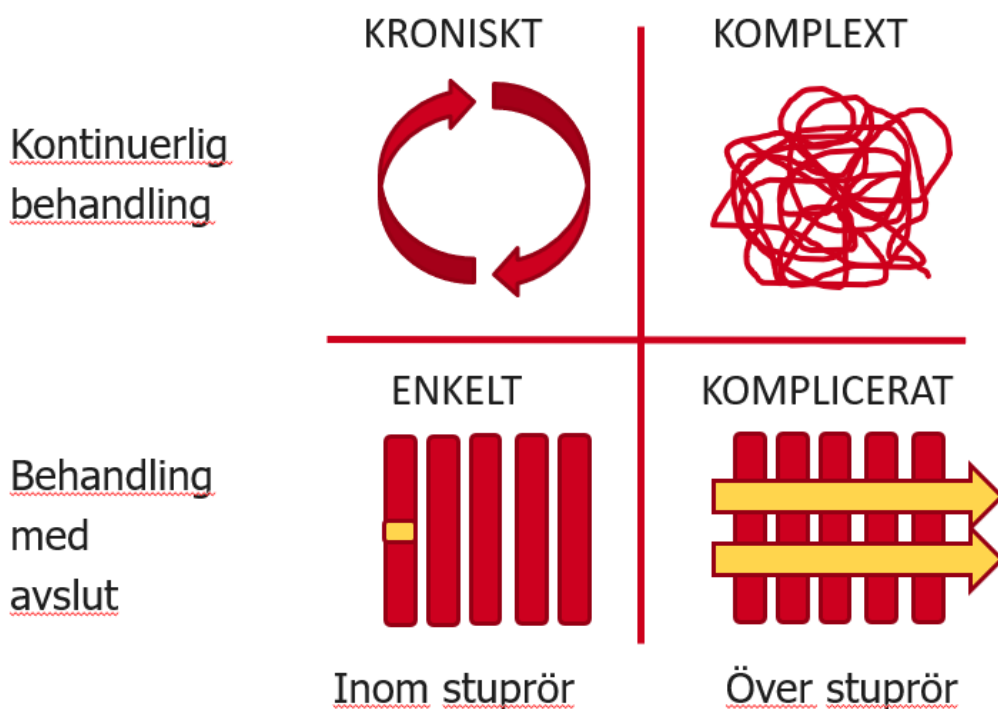 KRONISKT
KOMPLEXT
Kontinuerlig
behandling
ENKELT
KOMPLICERAT
Behandling
med
avslut
Inom stuprör
Över stuprör